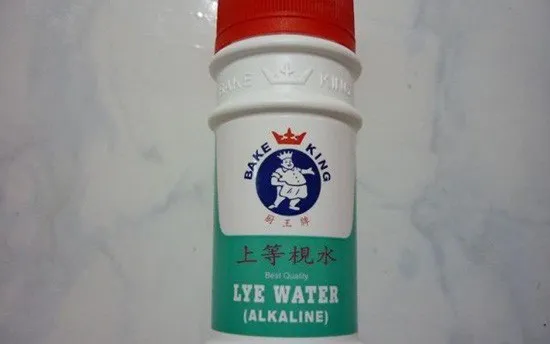 BAKE KING
BAKE KING
厨王牌
上等梘水
Best Quality
LYE WATER
(ALKALINE)